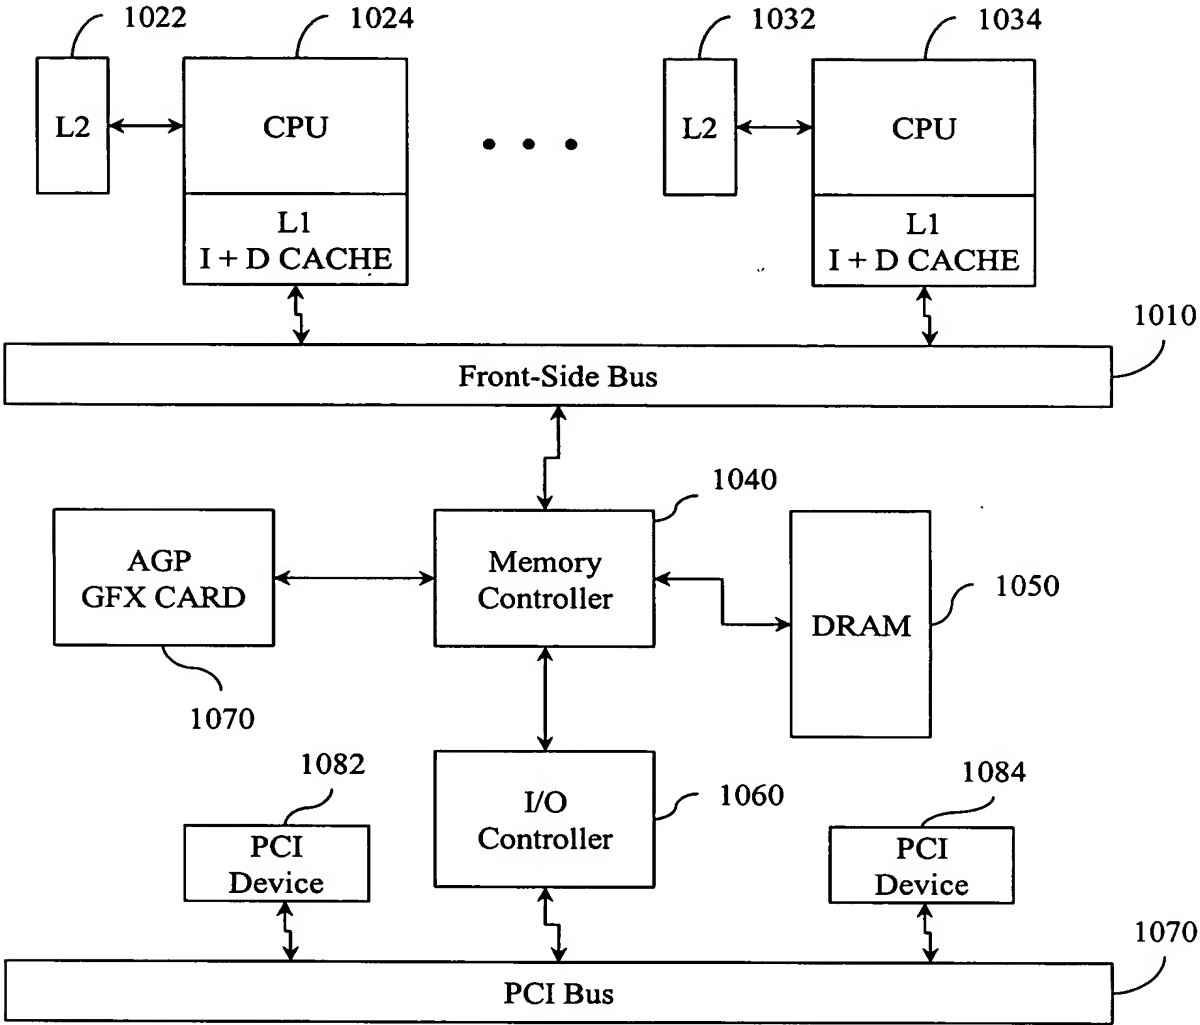 1022
1024
1032
1034
L2
CPU
L2
CPU
L1
I + D CACHE
L1
I + D CACHE
1010
Front-Side Bus
1040
AGP
GFX CARD
Memory
Controller
1050
DRAM
1070
1082
1084
1060
I/O
Controller
PCI
Device
PCI
Device
1070
PCI Bus